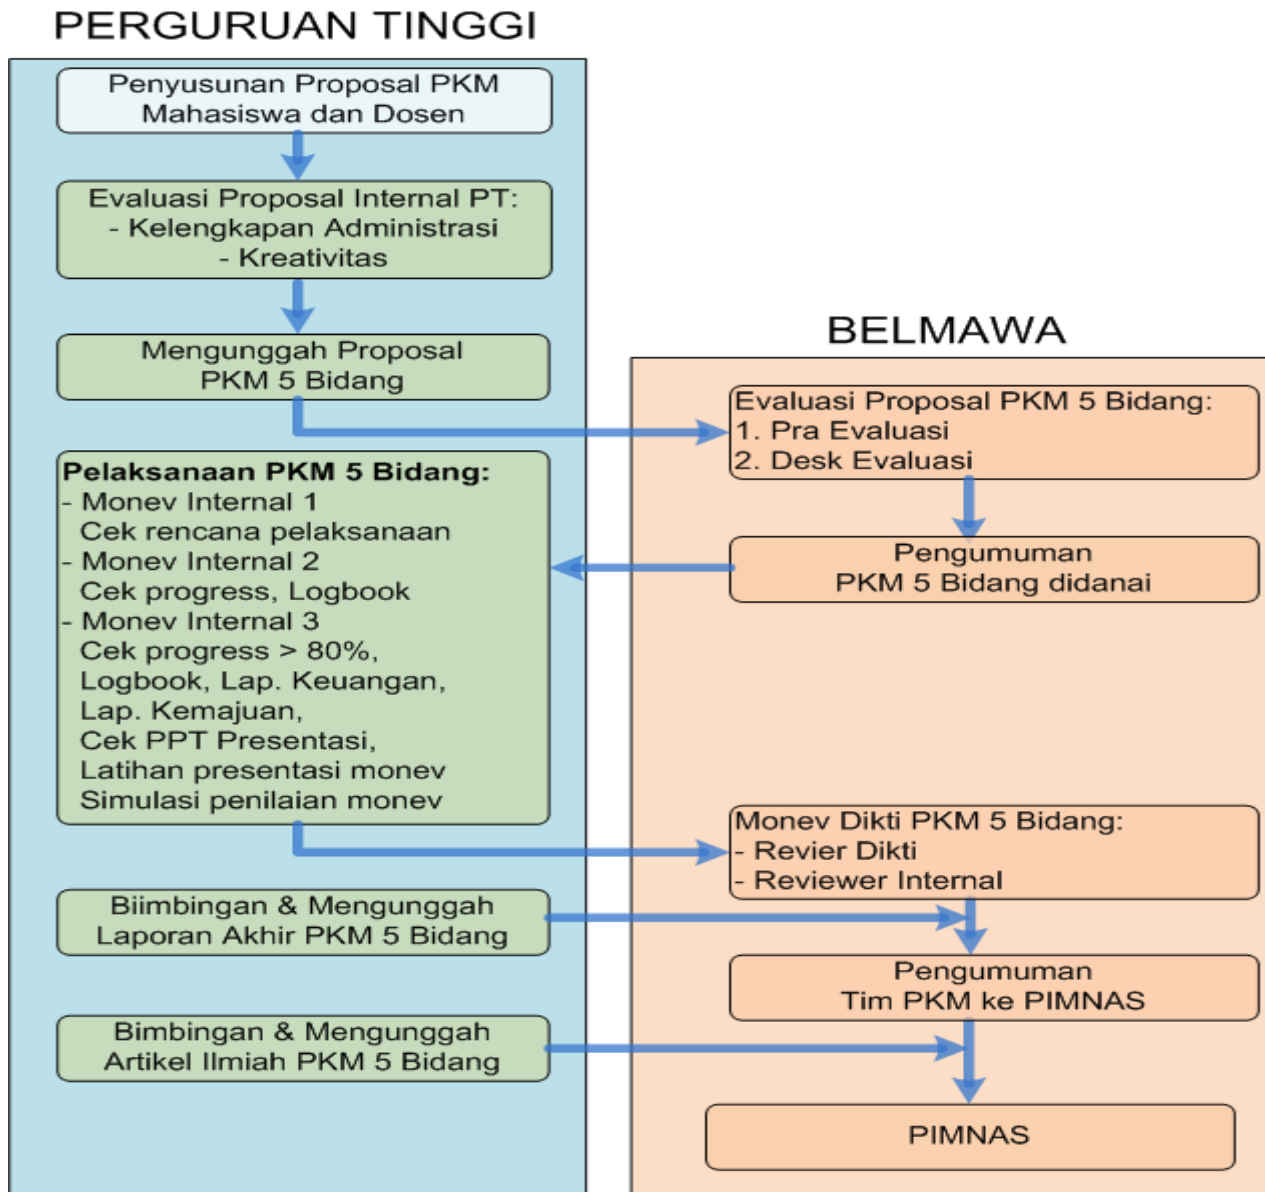 PERGURUAN TINGGI
Penyusunan Proposal PKM
Mahasiswa dan Dosen
Evaluasi Proposal Internal PT:
- Kelengkapan Administrasi
- Kreativitas
Mengunggah Proposal
PKM 5 Bidang
BELMAWA
Evaluasi Proposal PKM 5 Bidang:
1. Pra Evaluasi
2. Desk Evaluasi
Pengumuman
PKM 5 Bidang didanai
Pelaksanaan PKM 5 Bidang:
- Monev Internal 1
Cek rencana pelaksanaan
- Monev Internal 2
Cek progress, Logbook
- Monev Internal 3
Cek progress > 80%,
Logbook, Lap. Keuangan,
Lap. Kemajuan,
Cek PPT Presentasi,
Latihan presentasi monev
Simulasi penilaian monev
Monev Dikti PKM 5 Bidang:
- Revier Dikti
- Reviewer Internal
Biimbingan & Mengunggah
Laporan Akhir PKM 5 Bidang
Pengumuman
Tim PKM ke PIMNAS
Bimbingan & Mengunggah
Artikel Ilmiah PKM 5 Bidang
PIMNAS